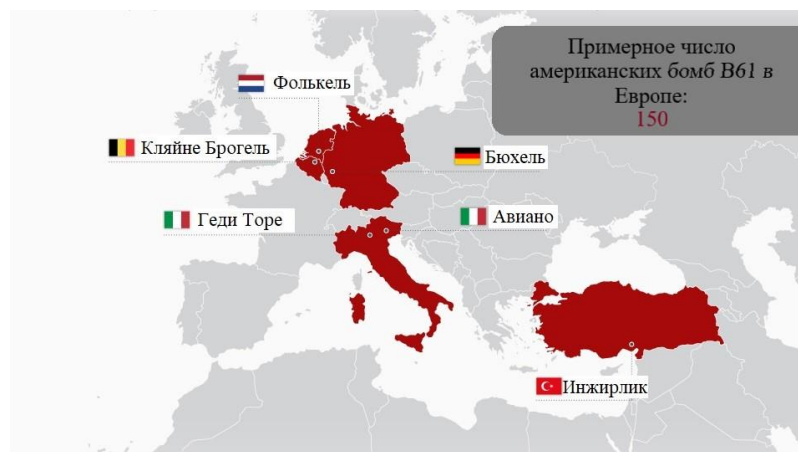 Примерное число
американских бомб B61 в
Европе:
150
Фолькель
Кляйне Брогель
Бюхель
Геди Торе
Авиано
Инжирлик